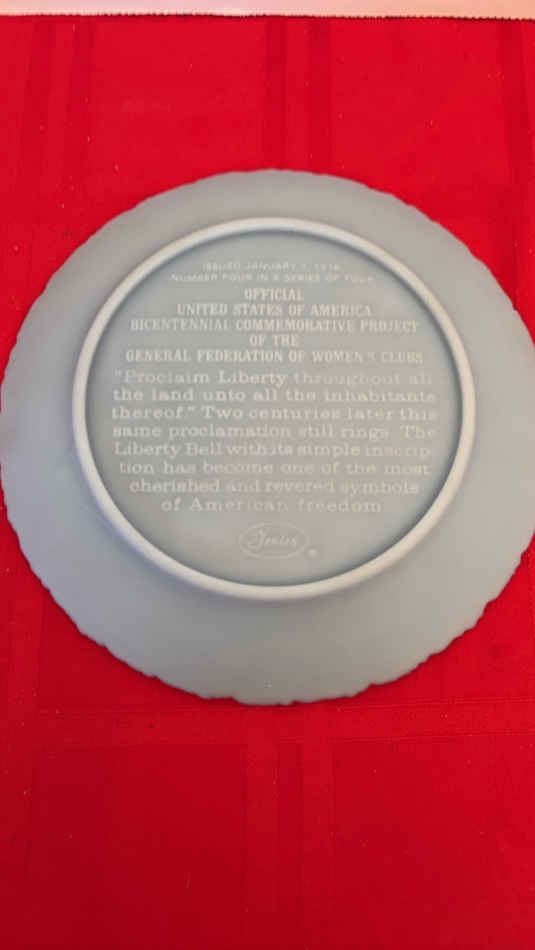 ISSUED JANUARY 1, 1976
NUMBER FOUR IN A SERIES OF FOUR
OFFICIAL
UNITED STATES OF AMERICA
BICENTENNIAL COMMEMORATIVE PROJECT
OF THE
GENERAL FEDERATION OF WOMEN'S CLUBS
"Proclaim Liberty throughout all
the land unto all the inhabitants
thereof." Two centuries later this
same proclamation still rings. The
Liberty Bell with its simple inscrip
tion has become one of the most
cherished and revered symbols
of American freedom
Fenton ®